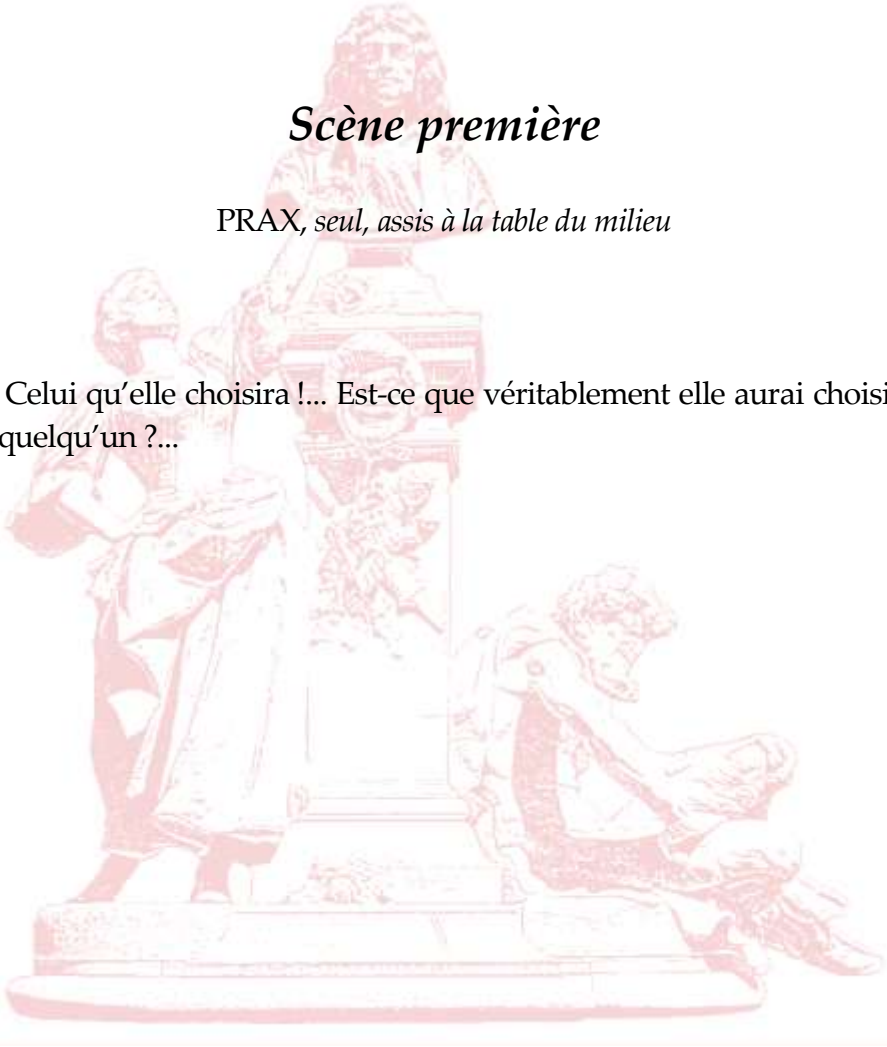 Scène première
PRAX, seul, assis à la table du milieu
Celui qu’elle choisira !... Est-ce que véritablement elle aurai choisi
quelqu’un ?...